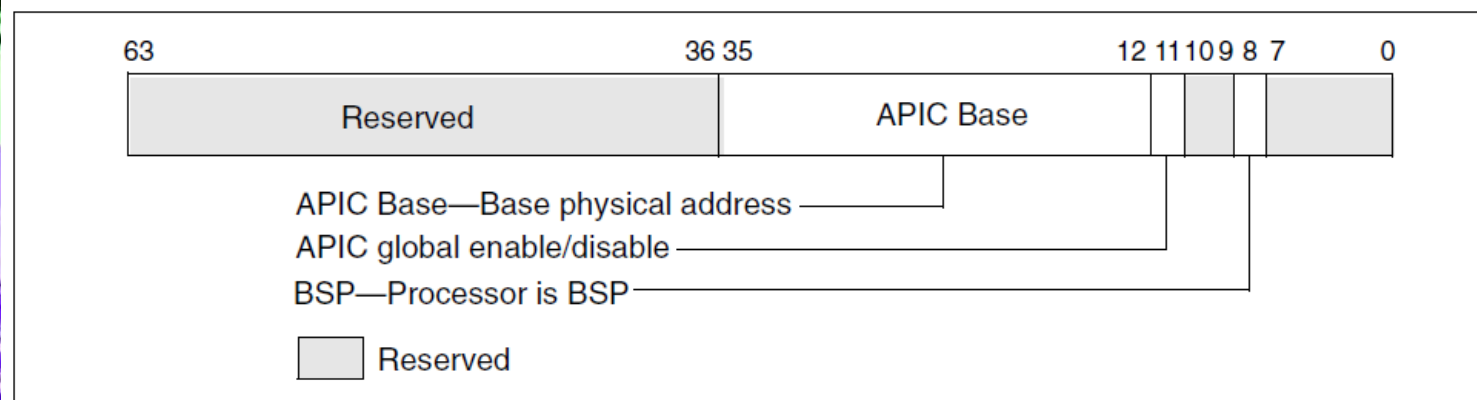 63 36 35 12 11 10 9 8 7 0
Reserved APIC Base
APIC Base—Base physical address
APIC global enable/disable
BSP—Processor is BSP
Reserved